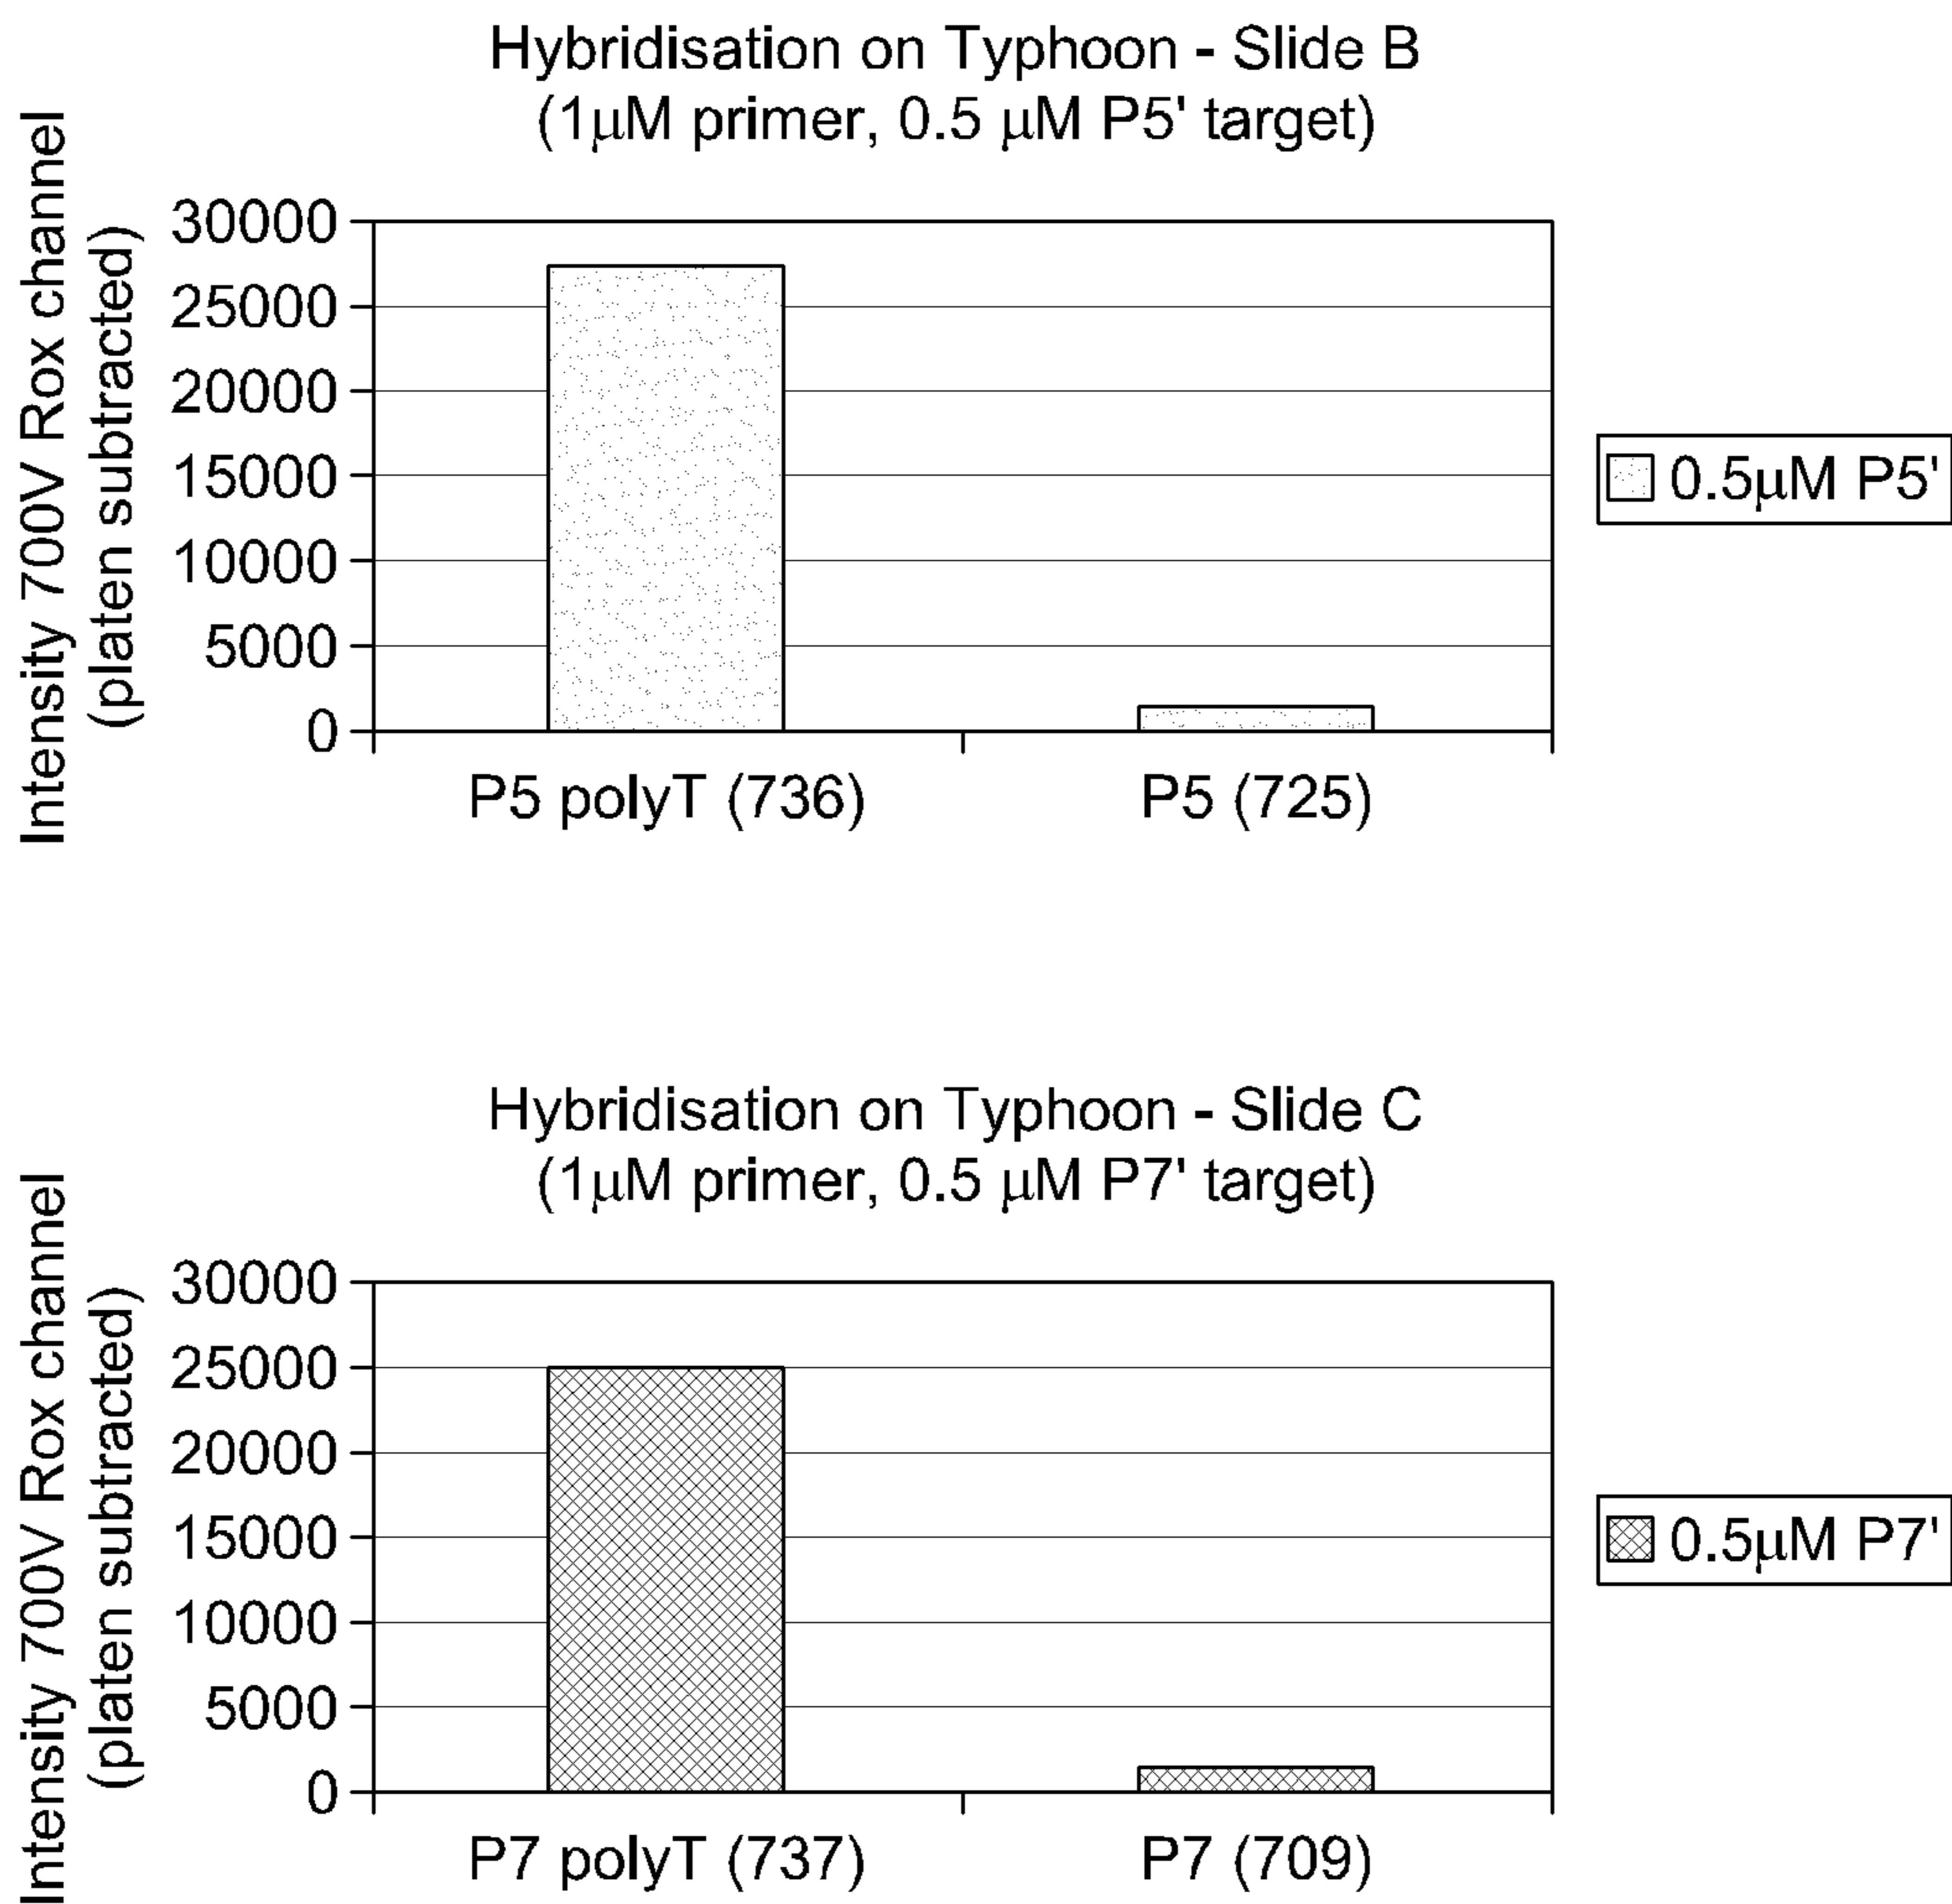 Hybridisation on Typhoon - Slide B
(1μM primer, 0.5 μM P5' target)
Intensity 700V Rox channel
(platen subtracted)
30000
25000
20000
15000
10000
5000
0
P5 polyT (736)
P5 (725)
0.5μM P5'
Hybridisation on Typhoon - Slide C
(1μM primer, 0.5 μM P7' target)
Intensity 700V Rox channel
(platen subtracted)
30000
25000
20000
15000
10000
5000
0
P7 polyT (737)
P7 (709)
0.5μM P7'